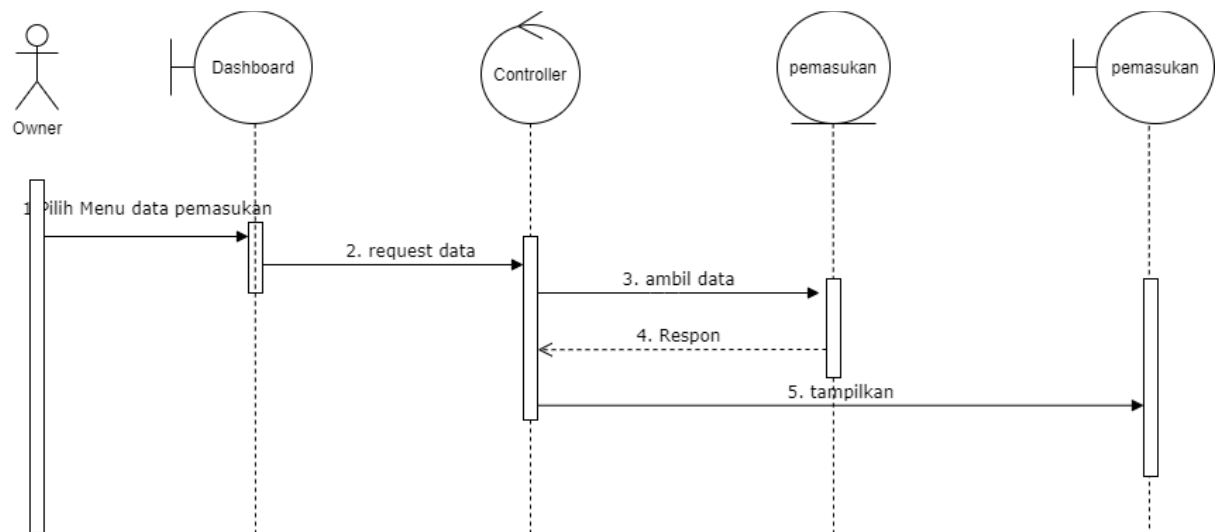 Dashboard
Controller
pemasukan
pemasukan
Owner
1 Pilih Menu data pemasukan
2. request data
3. ambil data
4. Respon
5. tampilkan